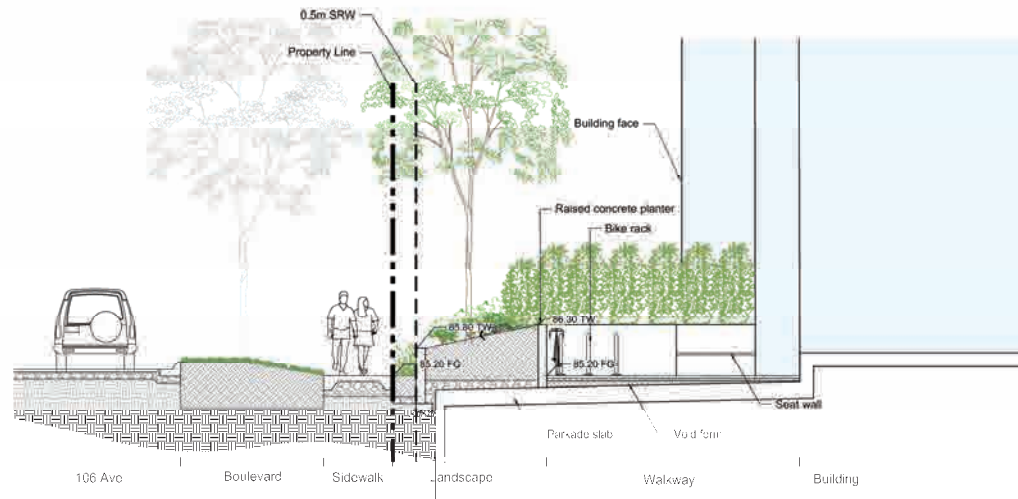 0.5m SRW
Property Line
Building face
Raised concrete planter
Bike rack
85.80 TW
86.30 TW
85.20 FG
85.20 FG
Seat wall
Parkade slab
Void form
106 Ave
Boulevard
Sidewalk
Landscape
Walkway
Building